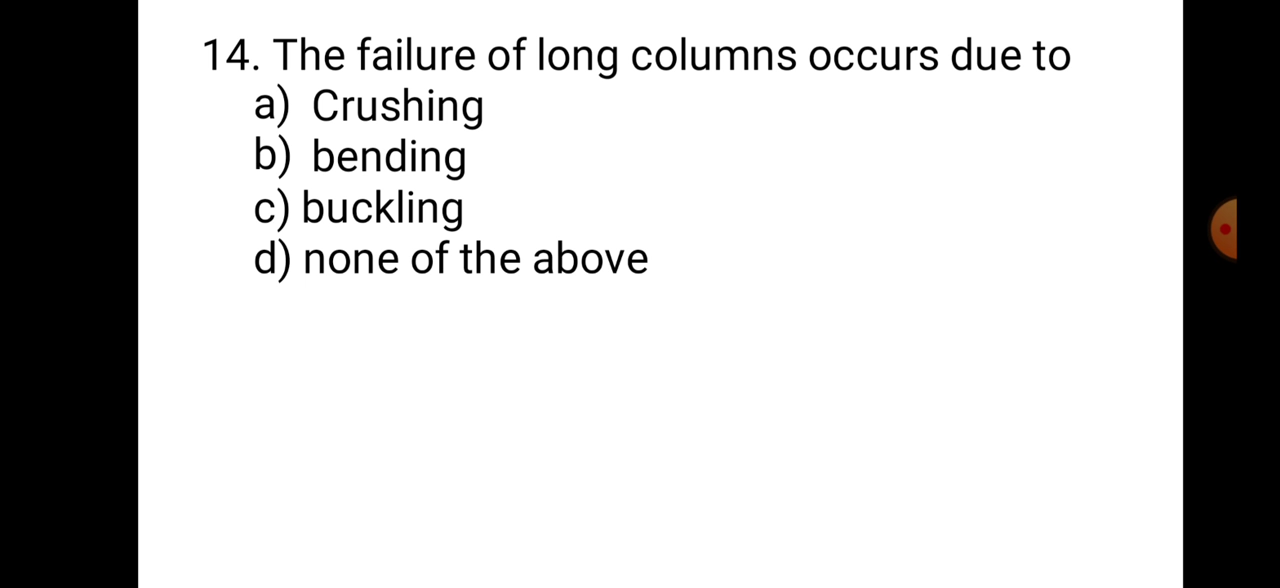 14. The failure of long columns occurs due to
a) Crushing
b) bending
c) buckling
d) none of the above